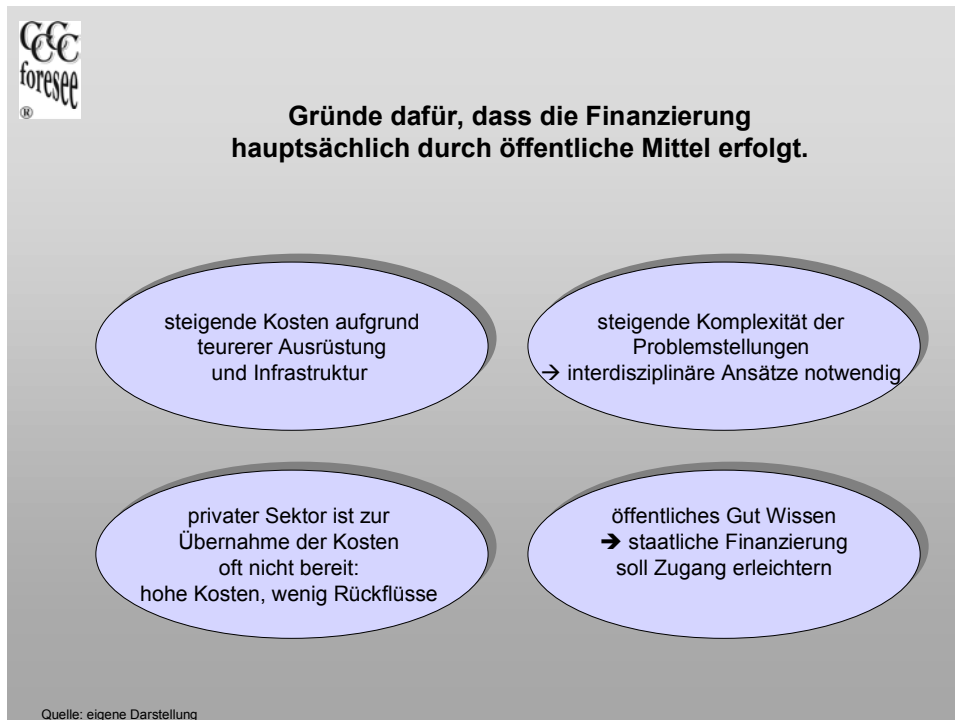 CCCC
foresee
®
Gründe dafür, dass die Finanzierung
hauptsächlich durch öffentliche Mittel erfolgt.
steigende Kosten aufgrund
teurerer Ausrüstung
und Infrastruktur
steigende Komplexität der
Problemstellungen
→ interdisziplinäre Ansätze notwendig
privater Sektor ist zur
Übernahme der Kosten
oft nicht bereit:
hohe Kosten, wenig Rückflüsse
öffentliches Gut Wissen
➔ staatliche Finanzierung
soll Zugang erleichtern
Quelle: eigene Darstellung